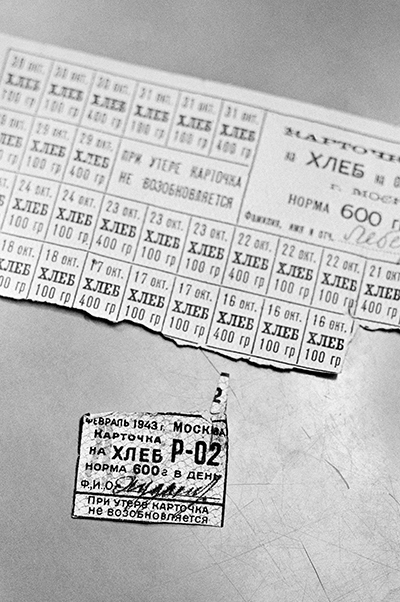 окт. 30 окт. 30 окт. 31 окт. 31 окт. 31 окт.
ХЛЕБ ХЛЕБ ХЛЕБ ХЛЕБ ХЛЕБ ХЛЕБ
100 гр 100 гр 400 гр 100 гр 100 гр 400 гр
окт. 29 окт. 29 окт.
ХЛЕБ ХЛЕБ ХЛЕБ
100 гр 100 гр 400 гр
ПРИ УТЕРЕ КАРТОЧКА
НЕ ВОЗОБНОВЛЯЕТСЯ
КАРТОЧК
на ХЛЕБ на
г. МОС
НОРМА 600 г
Фамилия, имя и отч. Лебе
24 окт. 24 окт. 23 окт. 23 окт. 23 окт. 22 окт. 22 окт. 22 окт. 21 окт
ХЛЕБ ХЛЕБ ХЛЕБ ХЛЕБ ХЛЕБ ХЛЕБ ХЛЕБ ХЛЕБ ХЛЕБ
100 гр 100 гр 400 гр 100 гр 100 гр 400 гр 100 гр 100 гр 400 гр
18 окт. 18 окт. 17 окт. 17 окт. 17 окт. 16 окт. 16 окт. 16 окт.
ХЛЕБ ХЛЕБ ХЛЕБ ХЛЕБ ХЛЕБ ХЛЕБ ХЛЕБ ХЛЕБ
100 гр 100 гр 400 гр 100 гр 100 гр 400 гр 100 гр 100 гр
2
ФЕВРАЛЬ 1943 г. МОСКВА
КАРТОЧКА
НА ХЛЕБ Р-02
НОРМА 600 г В ДЕНЬ
Ф.И.О.
ПРИ УТЕРЕ КАРТОЧКА
НЕ ВОЗОБНОВЛЯЕТСЯ